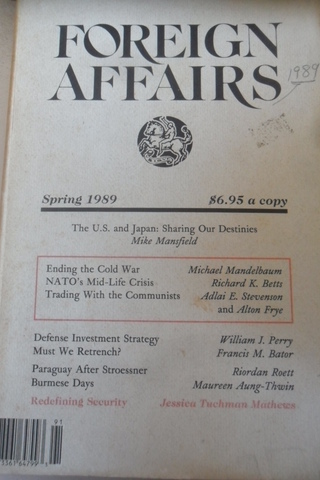 FOREIGN
AFFAIRS
1989
Spring 1989 $6.95 a copy
The U.S. and Japan: Sharing Our Destinies
Mike Mansfield
Ending the Cold War Michael Mandelbaum
NATO's Mid-Life Crisis Richard K. Betts
Trading With the Communists Adlai E. Stevenson
and Alton Frye
Defense Investment Strategy William J. Perry
Must We Retrench? Francis M. Bator
Paraguay After Stroessner Riordan Roett
Burmese Days Maureen Aung-Thwin
Redefining Security Jessica Tuchman Mathews
91